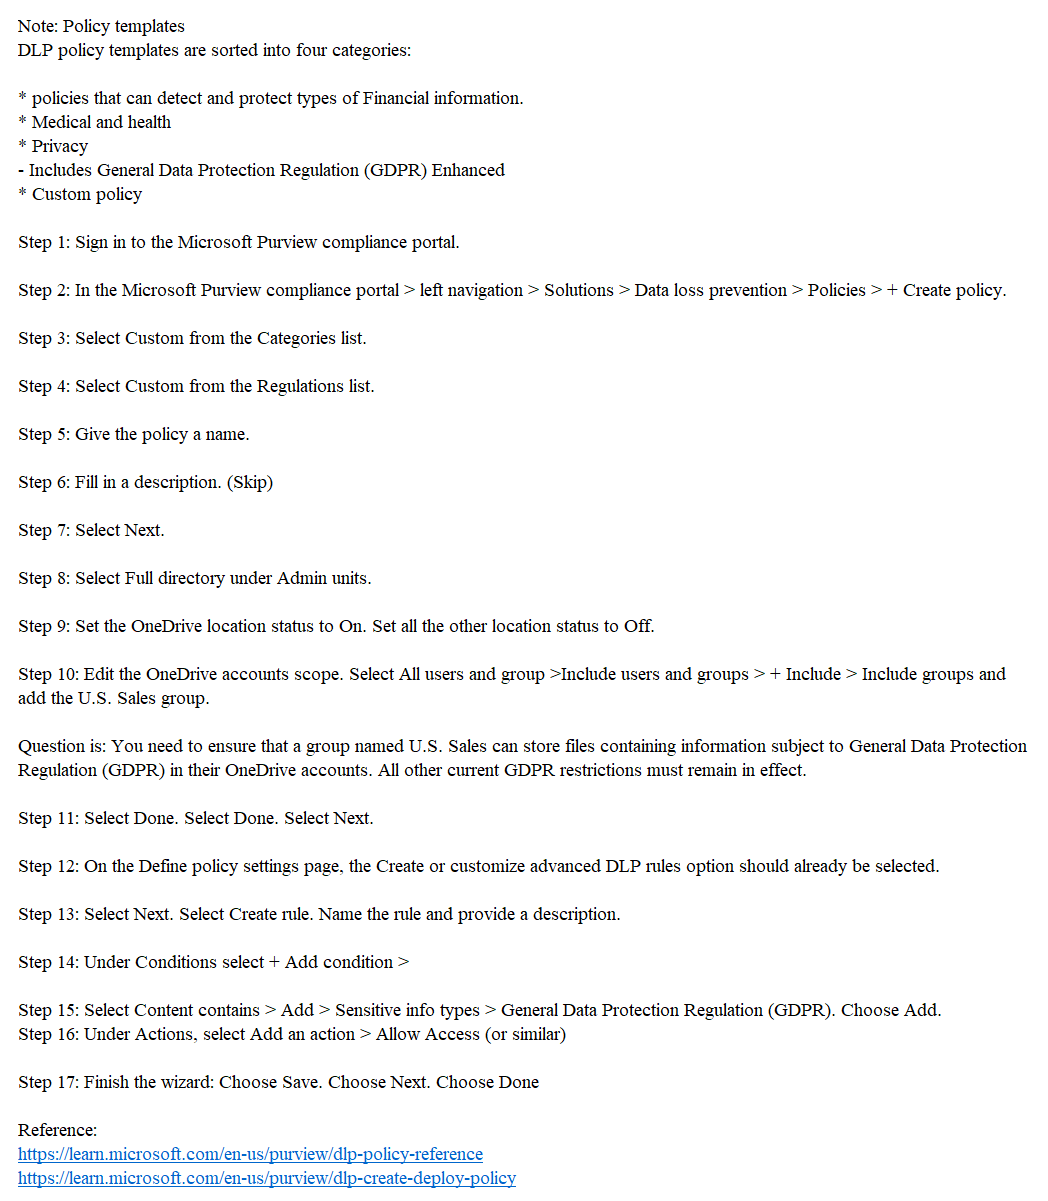 Note: Policy templates
DLP policy templates are sorted into four categories:
* policies that can detect and protect types of Financial information.
* Medical and health
* Privacy
- Includes General Data Protection Regulation (GDPR) Enhanced
* Custom policy
Step 1: Sign in to the Microsoft Purview compliance portal.
Step 2: In the Microsoft Purview compliance portal > left navigation > Solutions > Data loss prevention > Policies > + Create policy.
Step 3: Select Custom from the Categories list.
Step 4: Select Custom from the Regulations list.
Step 5: Give the policy a name.
Step 6: Fill in a description. (Skip)
Step 7: Select Next.
Step 8: Select Full directory under Admin units.
Step 9: Set the OneDrive location status to On. Set all the other location status to Off.
Step 10: Edit the OneDrive accounts scope. Select All users and group >Include users and groups > + Include > Include groups and
add the U.S. Sales group.
Question is: You need to ensure that a group named U.S. Sales can store files containing information subject to General Data Protection
Regulation (GDPR) in their OneDrive accounts. All other current GDPR restrictions must remain in effect.
Step 11: Select Done. Select Done. Select Next.
Step 12: On the Define policy settings page, the Create or customize advanced DLP rules option should already be selected.
Step 13: Select Next. Select Create rule. Name the rule and provide a description.
Step 14: Under Conditions select + Add condition >
Step 15: Select Content contains > Add > Sensitive info types > General Data Protection Regulation (GDPR). Choose Add.
Step 16: Under Actions, select Add an action > Allow Access (or similar)
Step 17: Finish the wizard: Choose Save. Choose Next. Choose Done
Reference:
https://learn.microsoft.com/en-us/purview/dlp-policy-reference
https://learn.microsoft.com/en-us/purview/dlp-create-deploy-policy